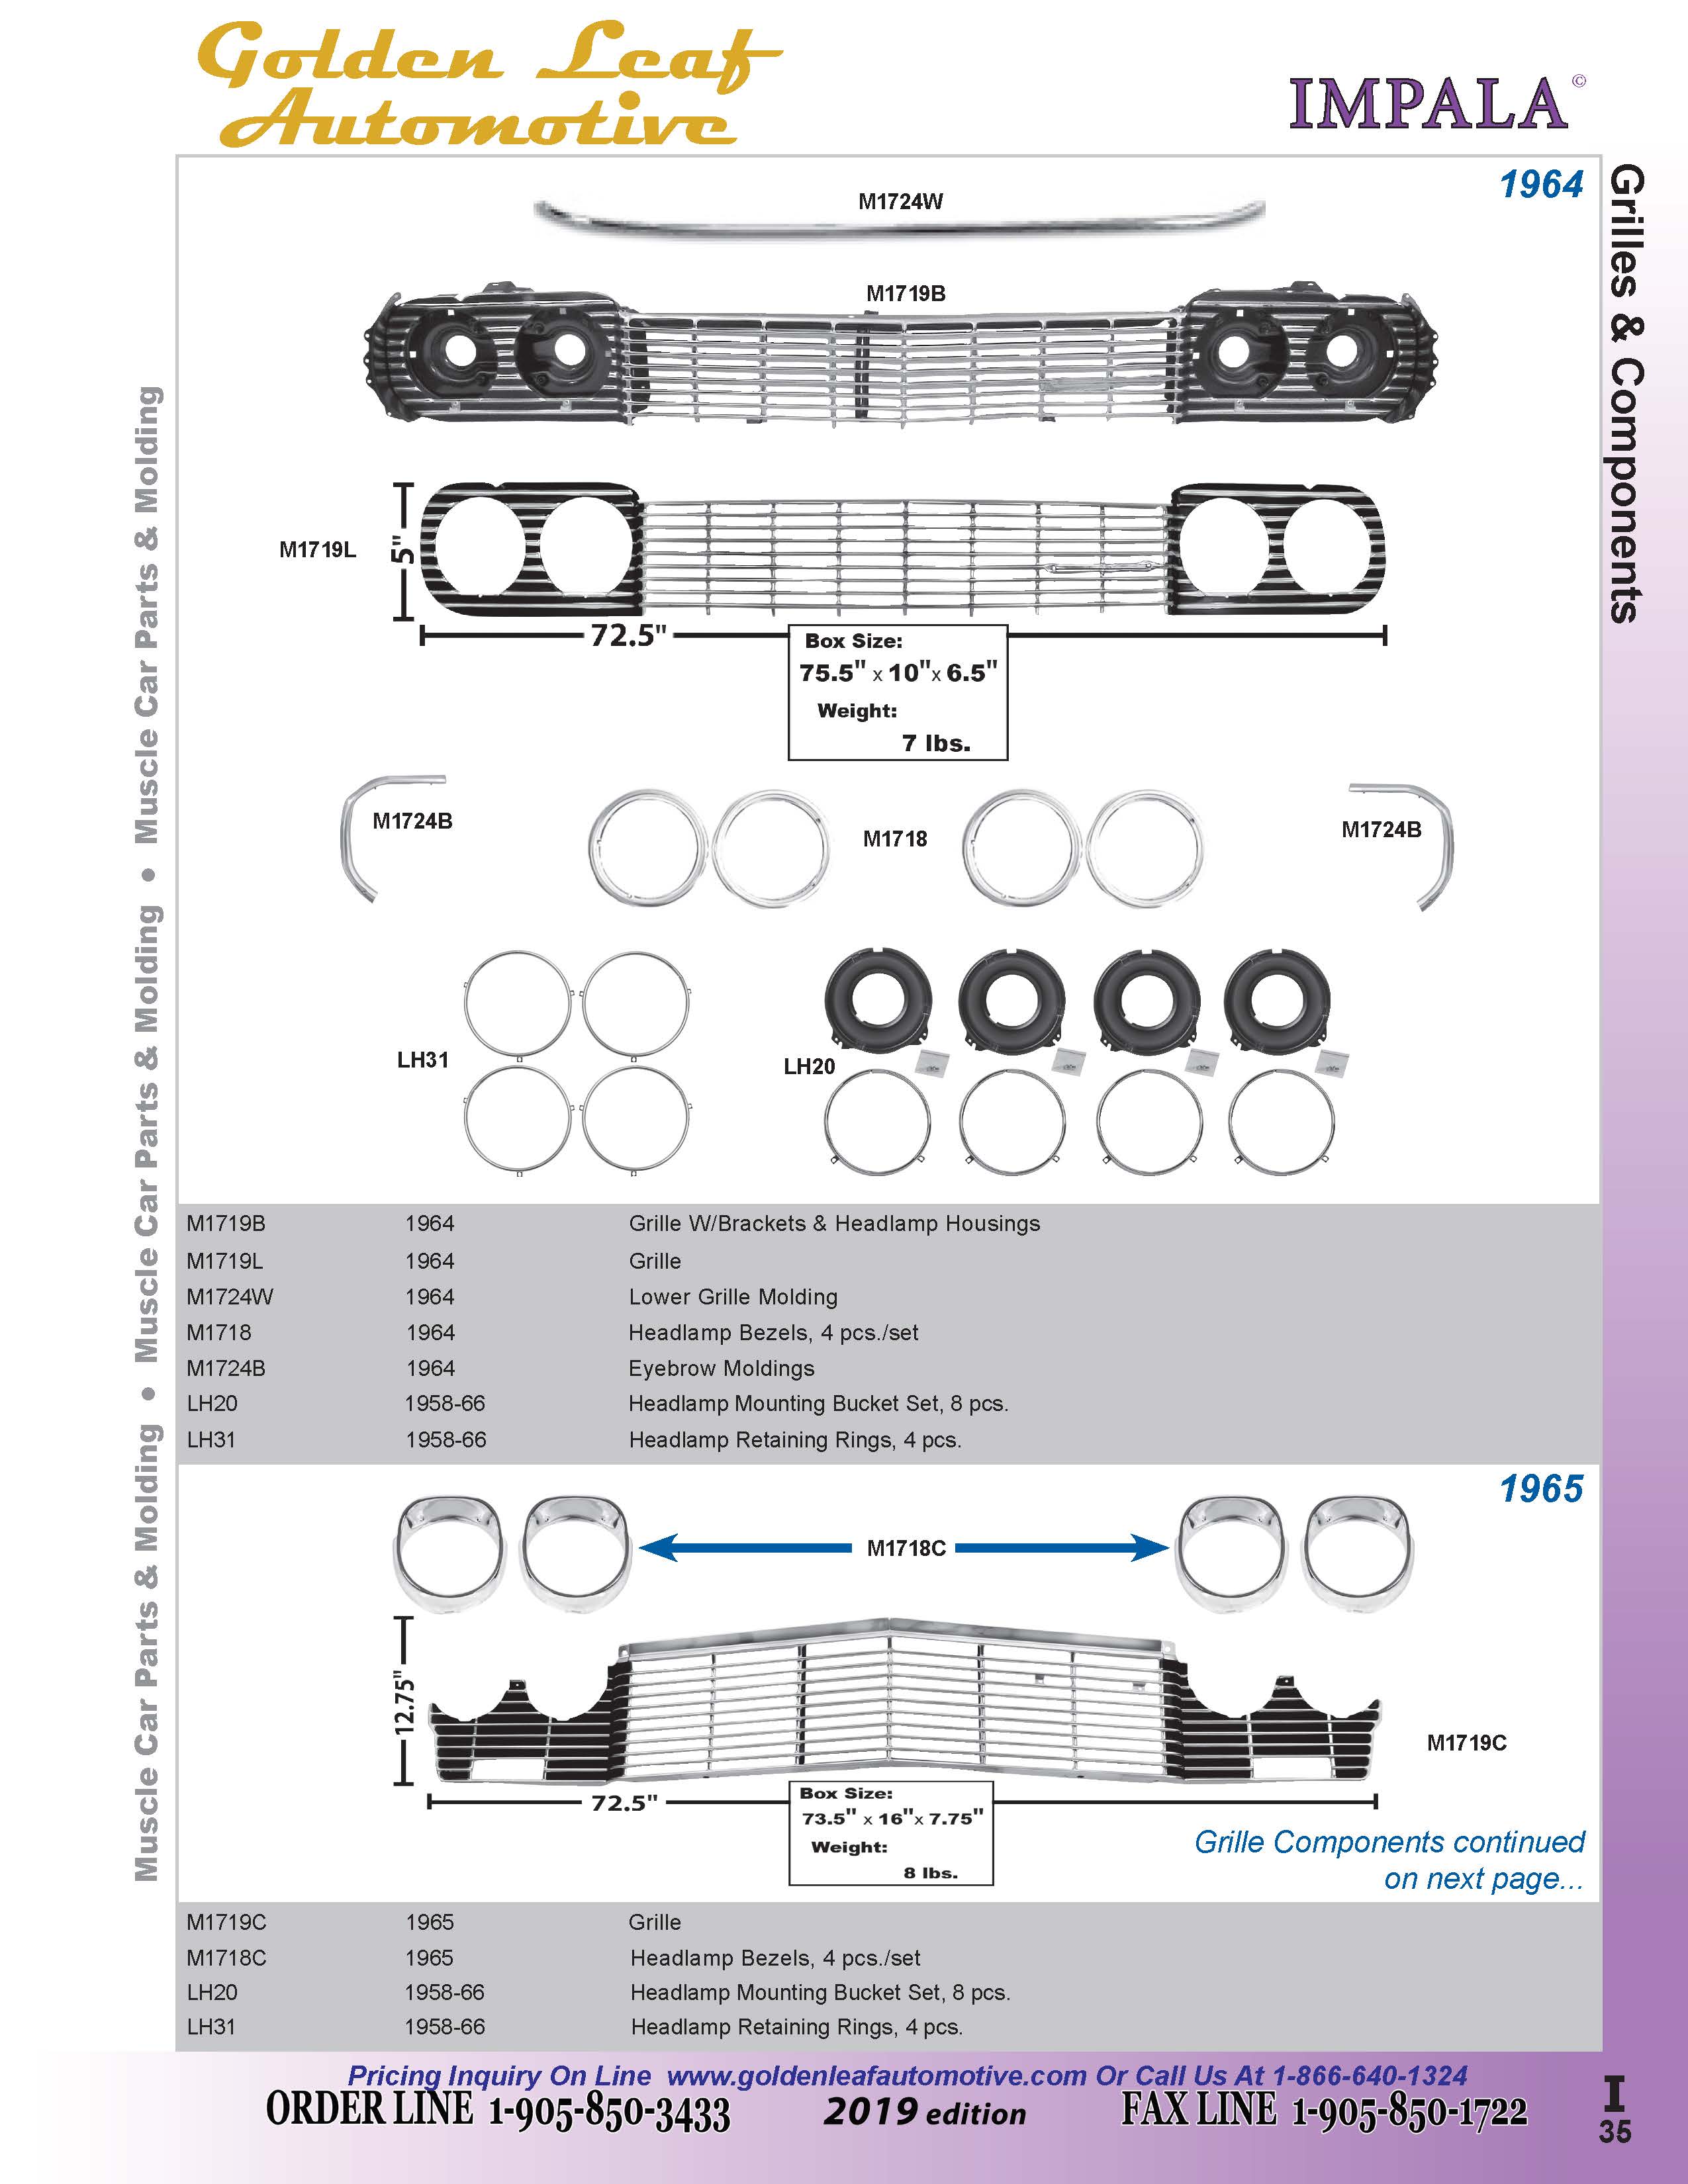 Golden Leaf
Automotive
IMPALA©
1964
Grilles & Components
Muscle Car Parts & Molding • Muscle Car Parts & Molding • Muscle Car Parts & Molding
M1724W
M1719B
M1719L
5"
72.5"
Box Size:
75.5" x 10"x 6.5"
Weight:
7 lbs.
M1724B
M1718
M1724B
LH31
LH20
M1719B 1964 Grille W/Brackets & Headlamp Housings
M1719L 1964 Grille
M1724W 1964 Lower Grille Molding
M1718 1964 Headlamp Bezels, 4 pcs./set
M1724B 1964 Eyebrow Moldings
LH20 1958-66 Headlamp Mounting Bucket Set, 8 pcs.
LH31 1958-66 Headlamp Retaining Rings, 4 pcs.
1965
M1718C
12.75"
M1719C
72.5"
Box Size:
73.5" x 16"x 7.75"
Weight:
8 lbs.
Grille Components continued
on next page...
M1719C 1965 Grille
M1718C 1965 Headlamp Bezels, 4 pcs./set
LH20 1958-66 Headlamp Mounting Bucket Set, 8 pcs.
LH31 1958-66 Headlamp Retaining Rings, 4 pcs.
Pricing Inquiry On Line www.goldenleafautomotive.com Or Call Us At 1-866-640-1324
ORDER LINE 1-905-850-3433 2019 edition FAX LINE 1-905-850-1722
I
35